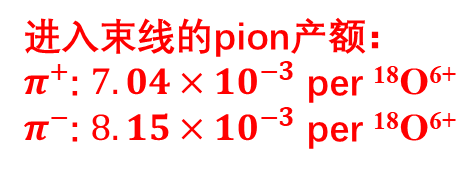 进入束线的pion产额：
π⁺: 7.04 × 10⁻³ per ¹⁸O⁶⁺
π⁻: 8.15 × 10⁻³ per ¹⁸O⁶⁺